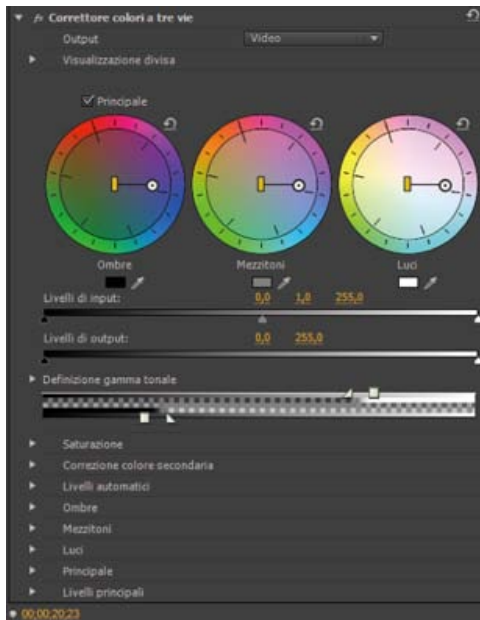 fx Correttore colori a tre vie
Output Video
Visualizzazione divisa
Principale
Ombre Mezzitoni Luci
Livelli di input: 0,0 1,0 255,0
Livelli di output: 0,0 255,0
Definizione gamma tonale
Saturazione
Correzione colore secondaria
Livelli automatici
Ombre
Mezzitoni
Luci
Principale
Livelli principali
00:00:20:23